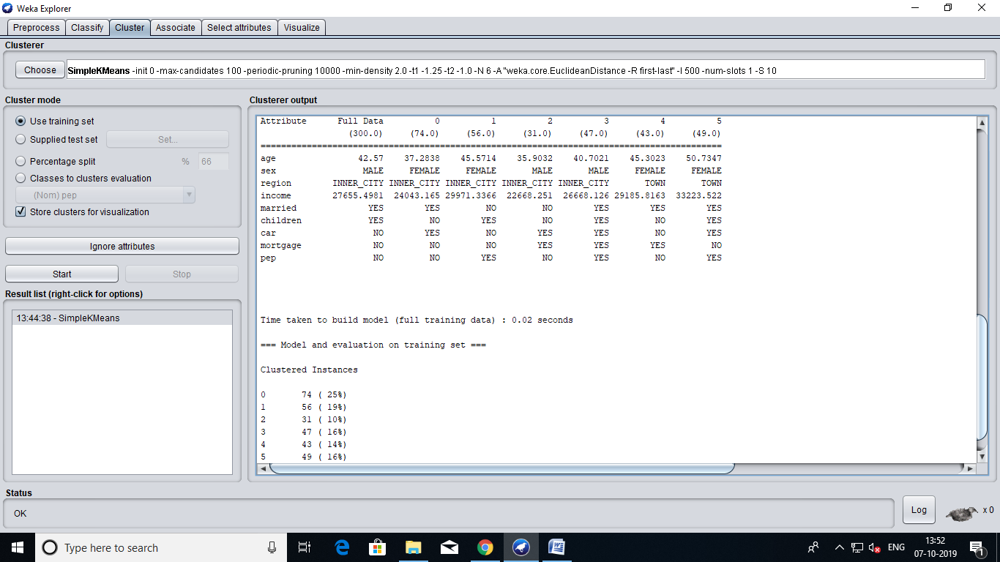 Weka Explorer
Preprocess Classify Cluster Associate Select attributes Visualize
Clusterer
Choose SimpleKMeans -init 0 -max-candidates 100 -periodic-pruning 10000 -min-density 2.0 -t1 -1.25 -t2 -1.0 -N 6 -A "weka.core.EuclideanDistance -R first-last" -I 500 -num-slots 1 -S 10
Cluster mode
Use training set
Supplied test set Set...
Percentage split % 66
Classes to clusters evaluation
(Nom) pep
Store clusters for visualization
Ignore attributes
Start Stop
Result list (right-click for options)
13:44:38 - SimpleKMeans
Clusterer output
Attribute Full Data 0 1 2 3 4 5
(300.0) (74.0) (56.0) (31.0) (47.0) (43.0) (49.0)
==============================================================================================
age 42.57 37.2838 45.5714 35.9032 40.7021 45.3023 50.7347
sex MALE FEMALE FEMALE MALE MALE FEMALE FEMALE
region INNER_CITY INNER_CITY INNER_CITY INNER_CITY INNER_CITY TOWN TOWN
income 27655.4981 24043.165 29971.3366 22668.251 26668.126 29185.8163 33223.522
married YES YES NO NO YES YES YES
children YES NO YES NO YES NO YES
car NO YES NO YES YES NO YES
mortgage NO NO NO YES YES YES NO
pep NO NO YES NO YES NO YES
Time taken to build model (full training data) : 0.02 seconds
=== Model and evaluation on training set ===
Clustered Instances
0 74 ( 25%)
1 56 ( 19%)
2 31 ( 10%)
3 47 ( 16%)
4 43 ( 14%)
5 49 ( 16%)
Status
OK
Log x 0
Type here to search
ENG
13:52
07-10-2019
1